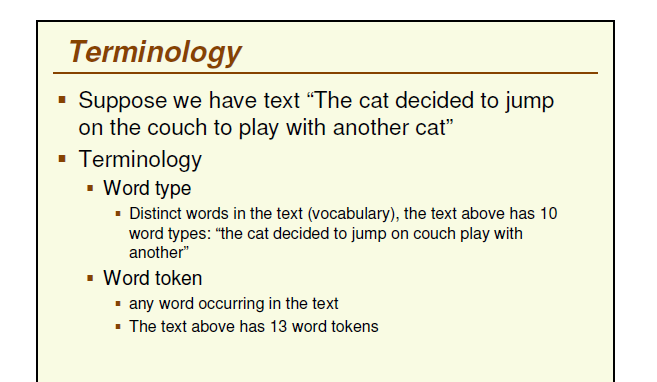 Terminology
▪ Suppose we have text “The cat decided to jump
on the couch to play with another cat”
▪ Terminology
▪ Word type
▪ Distinct words in the text (vocabulary), the text above has 10
word types: “the cat decided to jump on couch play with
another”
▪ Word token
▪ any word occurring in the text
▪ The text above has 13 word tokens